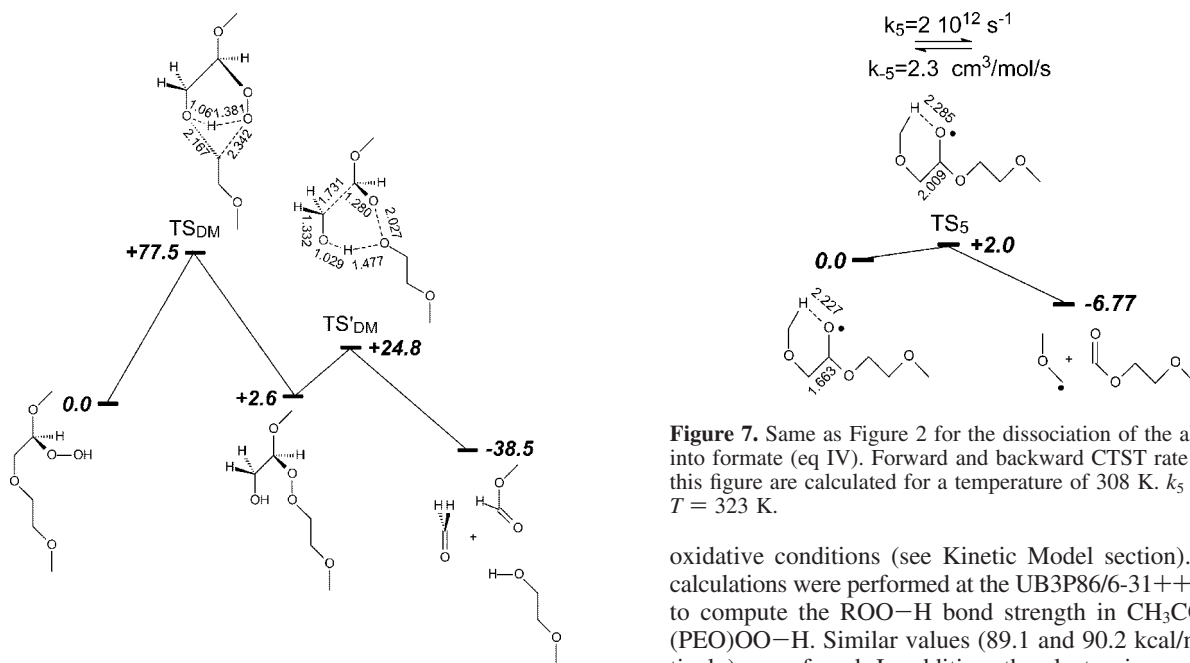 O
H
H
H
1.061
1.381
O
H
O
O
2.167
2.342
O
TS_DM
+77.5
O
H
H
H
1.731
1.280
O
1.332
2.027
O
H
O
1.029
1.477
O
TS'_DM
+24.8
0.0
O
H
O
OH
O
O
+2.6
O
H
H
H
O
OH
O
O
-38.5
O
H
O
H
H
O
+
H
O
O
k5=2 10^12 s^-1
k-5=2.3 cm^3/mol/s
H
2.285
O
O
2.009
O
O
TS5
+2.0
0.0
-6.77
H
2.227
O
O
1.663
O
O
O
+
O
O
O
Figure 7. Same as Figure 2 for the dissociation of the a
into formate (eq IV). Forward and backward CTST rate
this figure are calculated for a temperature of 308 K. k5
T = 323 K.
oxidative conditions (see Kinetic Model section).
calculations were performed at the UB3P86/6-31++
to compute the ROO−H bond strength in CH3C
(PEO)OO−H. Similar values (89.1 and 90.2 kcal/m